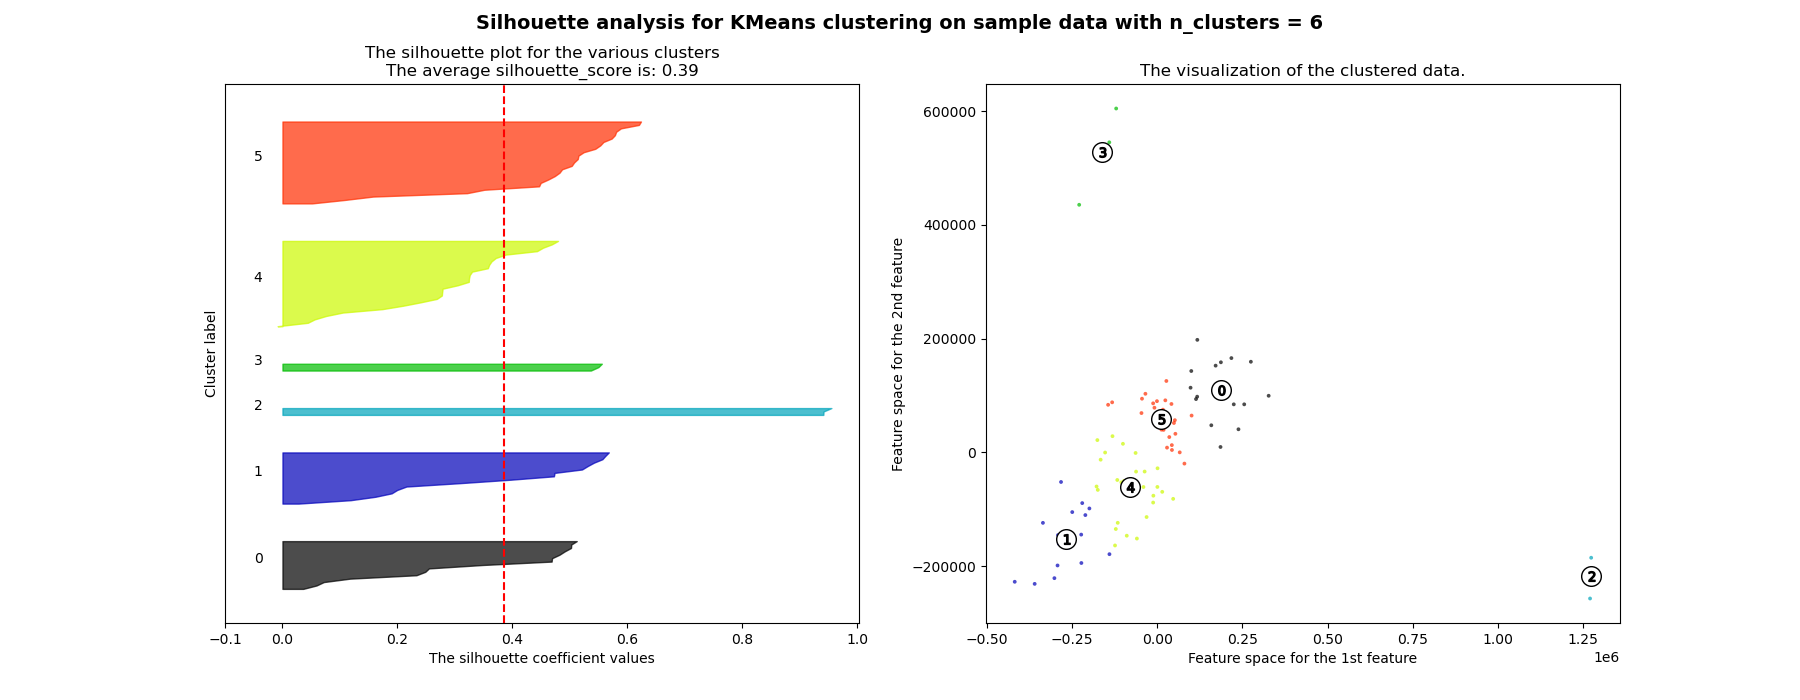 Silhouette analysis for KMeans clustering on sample data with n_clusters = 6
The silhouette plot for the various clusters
The average silhouette_score is: 0.39
5
4
3
2
1
0
Cluster label
−0.1 0.0 0.2 0.4 0.6 0.8 1.0
The silhouette coefficient values
The visualization of the clustered data.
600000
400000
200000
0
−200000
Feature space for the 2nd feature
3
0
5
4
1
2
−0.50 −0.25 0.00 0.25 0.50 0.75 1.00 1.25
1e6
Feature space for the 1st feature